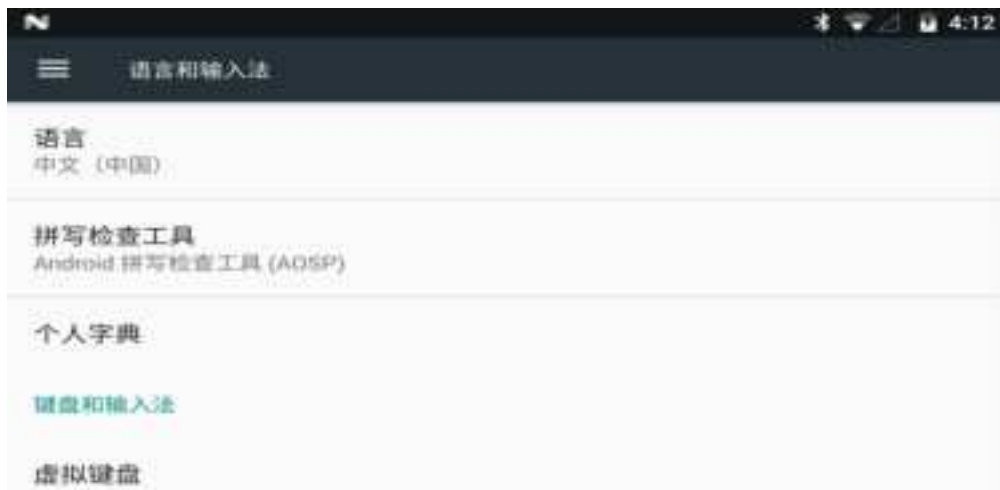 4:12
语言和输入法
语言
中文（中国）
拼写检查工具
Android 拼写检查工具 (AOSP)
个人字典
键盘和输入法
虚拟键盘